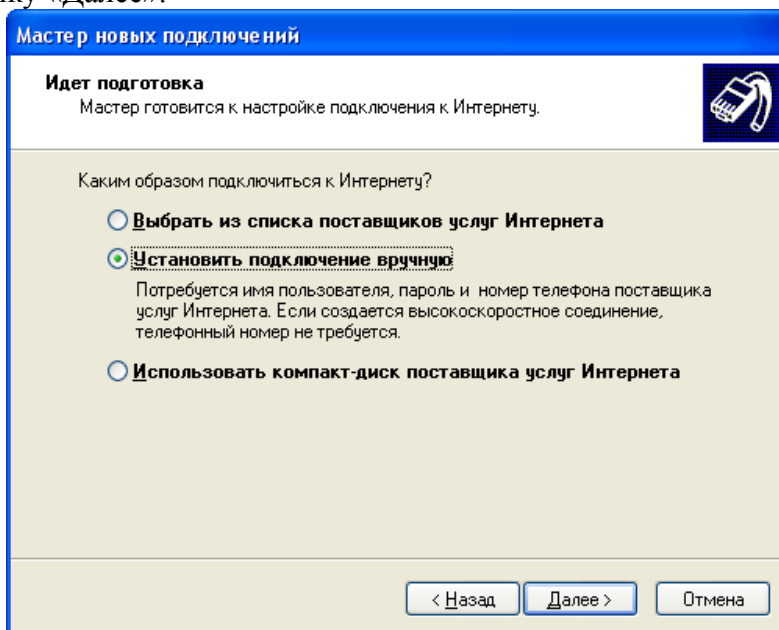 «Далее».
Мастер новых подключений
Идет подготовка
Мастер готовится к настройке подключения к Интернету.
Каким образом подключиться к Интернету?
Выбрать из списка поставщиков услуг Интернета
Установить подключение вручную
Потребуется имя пользователя, пароль и номер телефона поставщика
услуг Интернета. Если создается высокоскоростное соединение,
телефонный номер не требуется.
Использовать компакт-диск поставщика услуг Интернета
< Назад Далее > Отмена